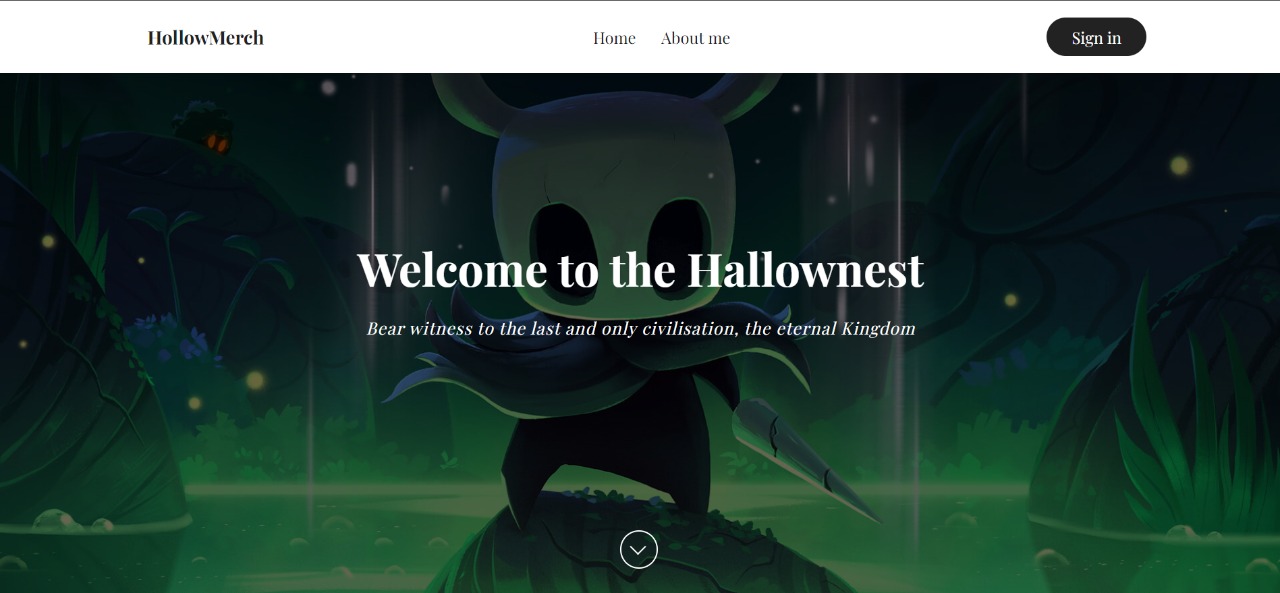 HollowMerch
Home
About me
Sign in
Welcome to the Hallownest
Bear witness to the last and only civilisation, the eternal Kingdom